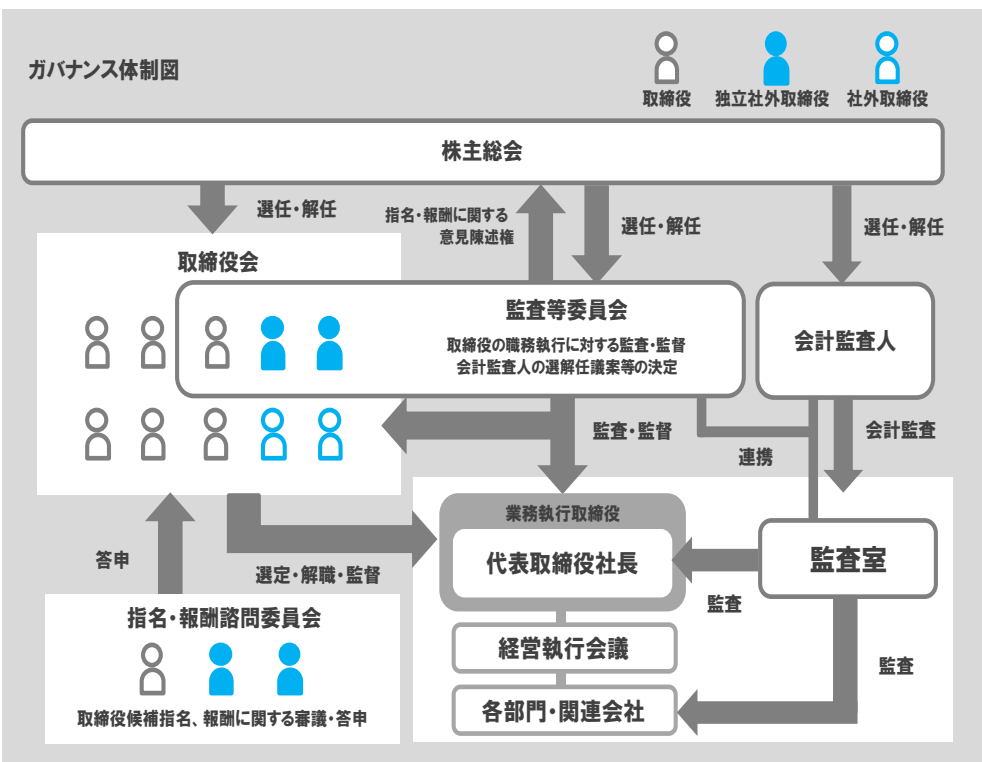 ガバナンス体制図
取締役
独立社外取締役
社外取締役
株主総会
選任・解任
指名・報酬に関する
意見陳述権
選任・解任
選任・解任
取締役会
監査等委員会
取締役の職務執行に対する監査・監督
会計監査人の選解任議案等の決定
会計監査人
監査・監督
連携
会計監査
業務執行取締役
代表取締役社長
監査室
答申
選定・解職・監督
監査
指名・報酬諮問委員会
取締役候補指名、報酬に関する審議・答申
経営執行会議
監査
各部門・関連会社